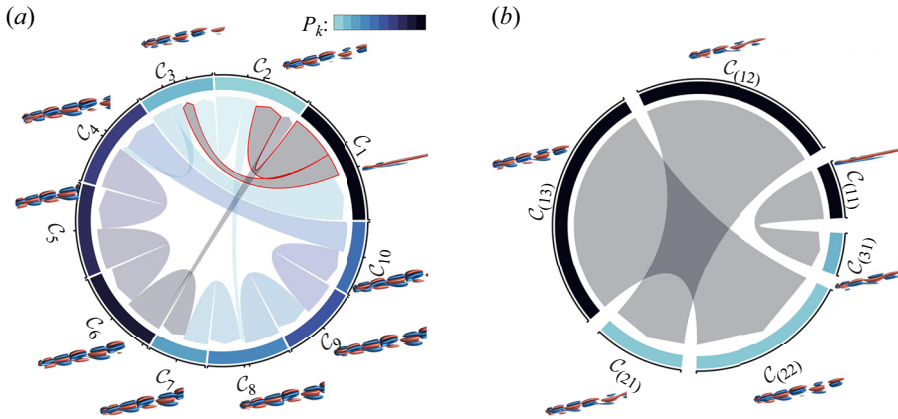 (a)
P_k:
C_1
C_2
C_3
C_4
C_5
C_6
C_7
C_8
C_9
C_10
(b)
C_(12)
C_(11)
C_(13)
C_(31)
C_(21)
C_(22)